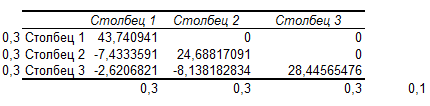 Столбец 1 Столбец 2 Столбец 3
0,3 Столбец 1 43,740941 0 0
0,3 Столбец 2 -7,4333591 24,68817091 0
0,3 Столбец 3 -2,6206821 -8,138182834 28,44565476
0,3 0,3 0,3 0,1